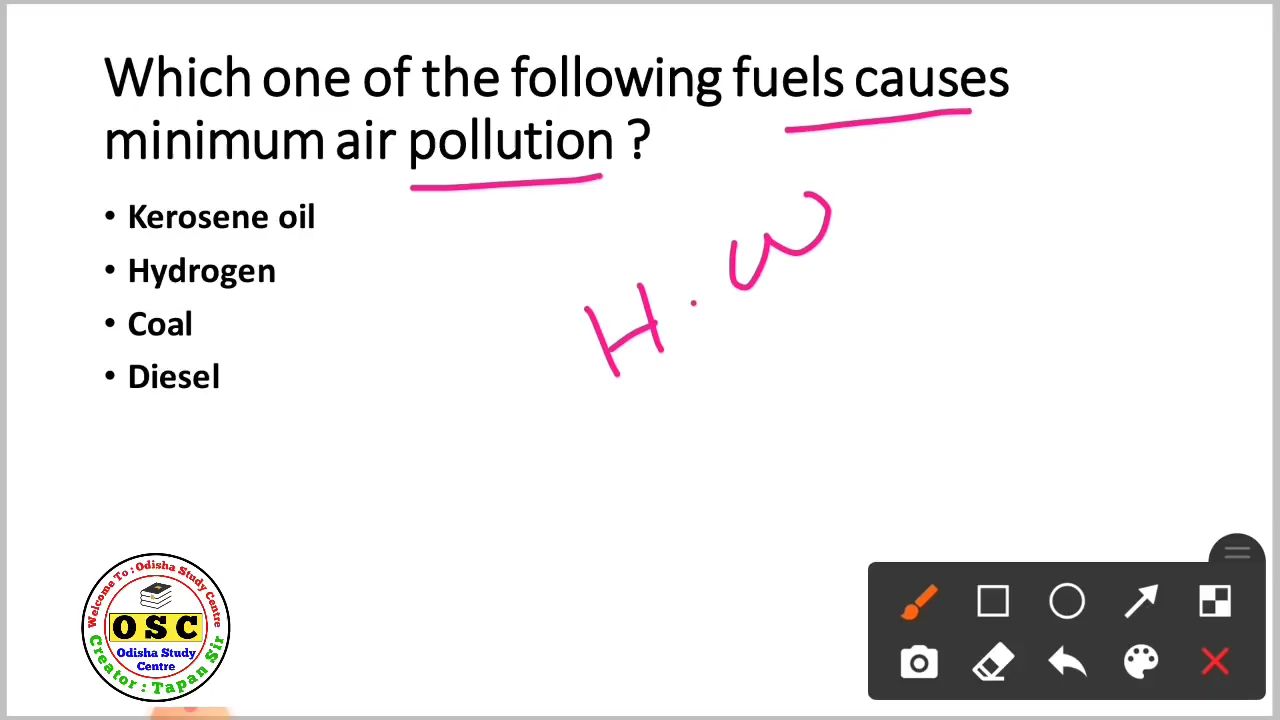 Which one of the following fuels causes
minimum air pollution ?
• Kerosene oil
• Hydrogen
• Coal
• Diesel
H.W
Welcome To : Odisha Study Centre
OSC
Odisha Study
Centre
Creator : Tapan Sir